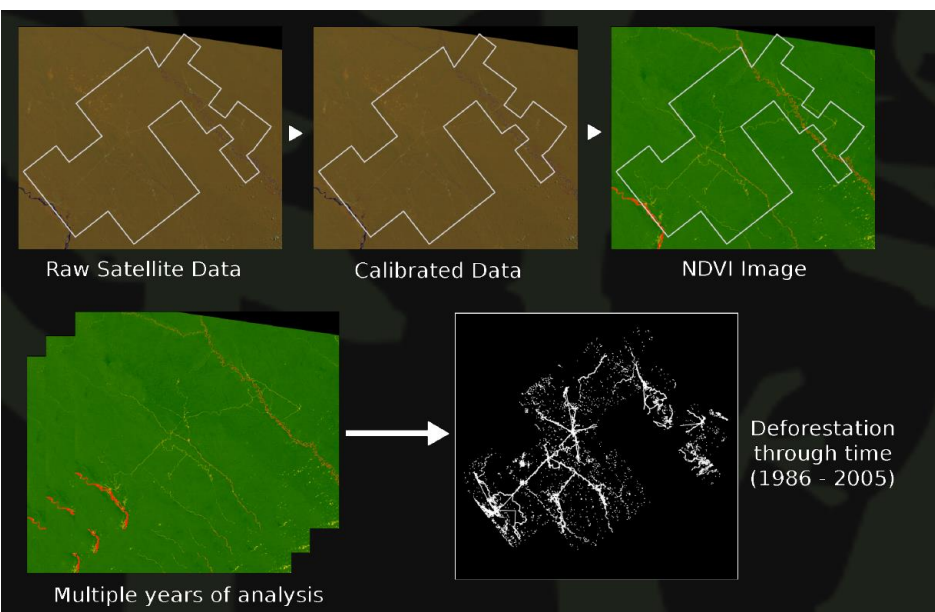 Raw Satellite Data
Calibrated Data
NDVI Image
Multiple years of analysis
Deforestation
through time
(1986 - 2005)